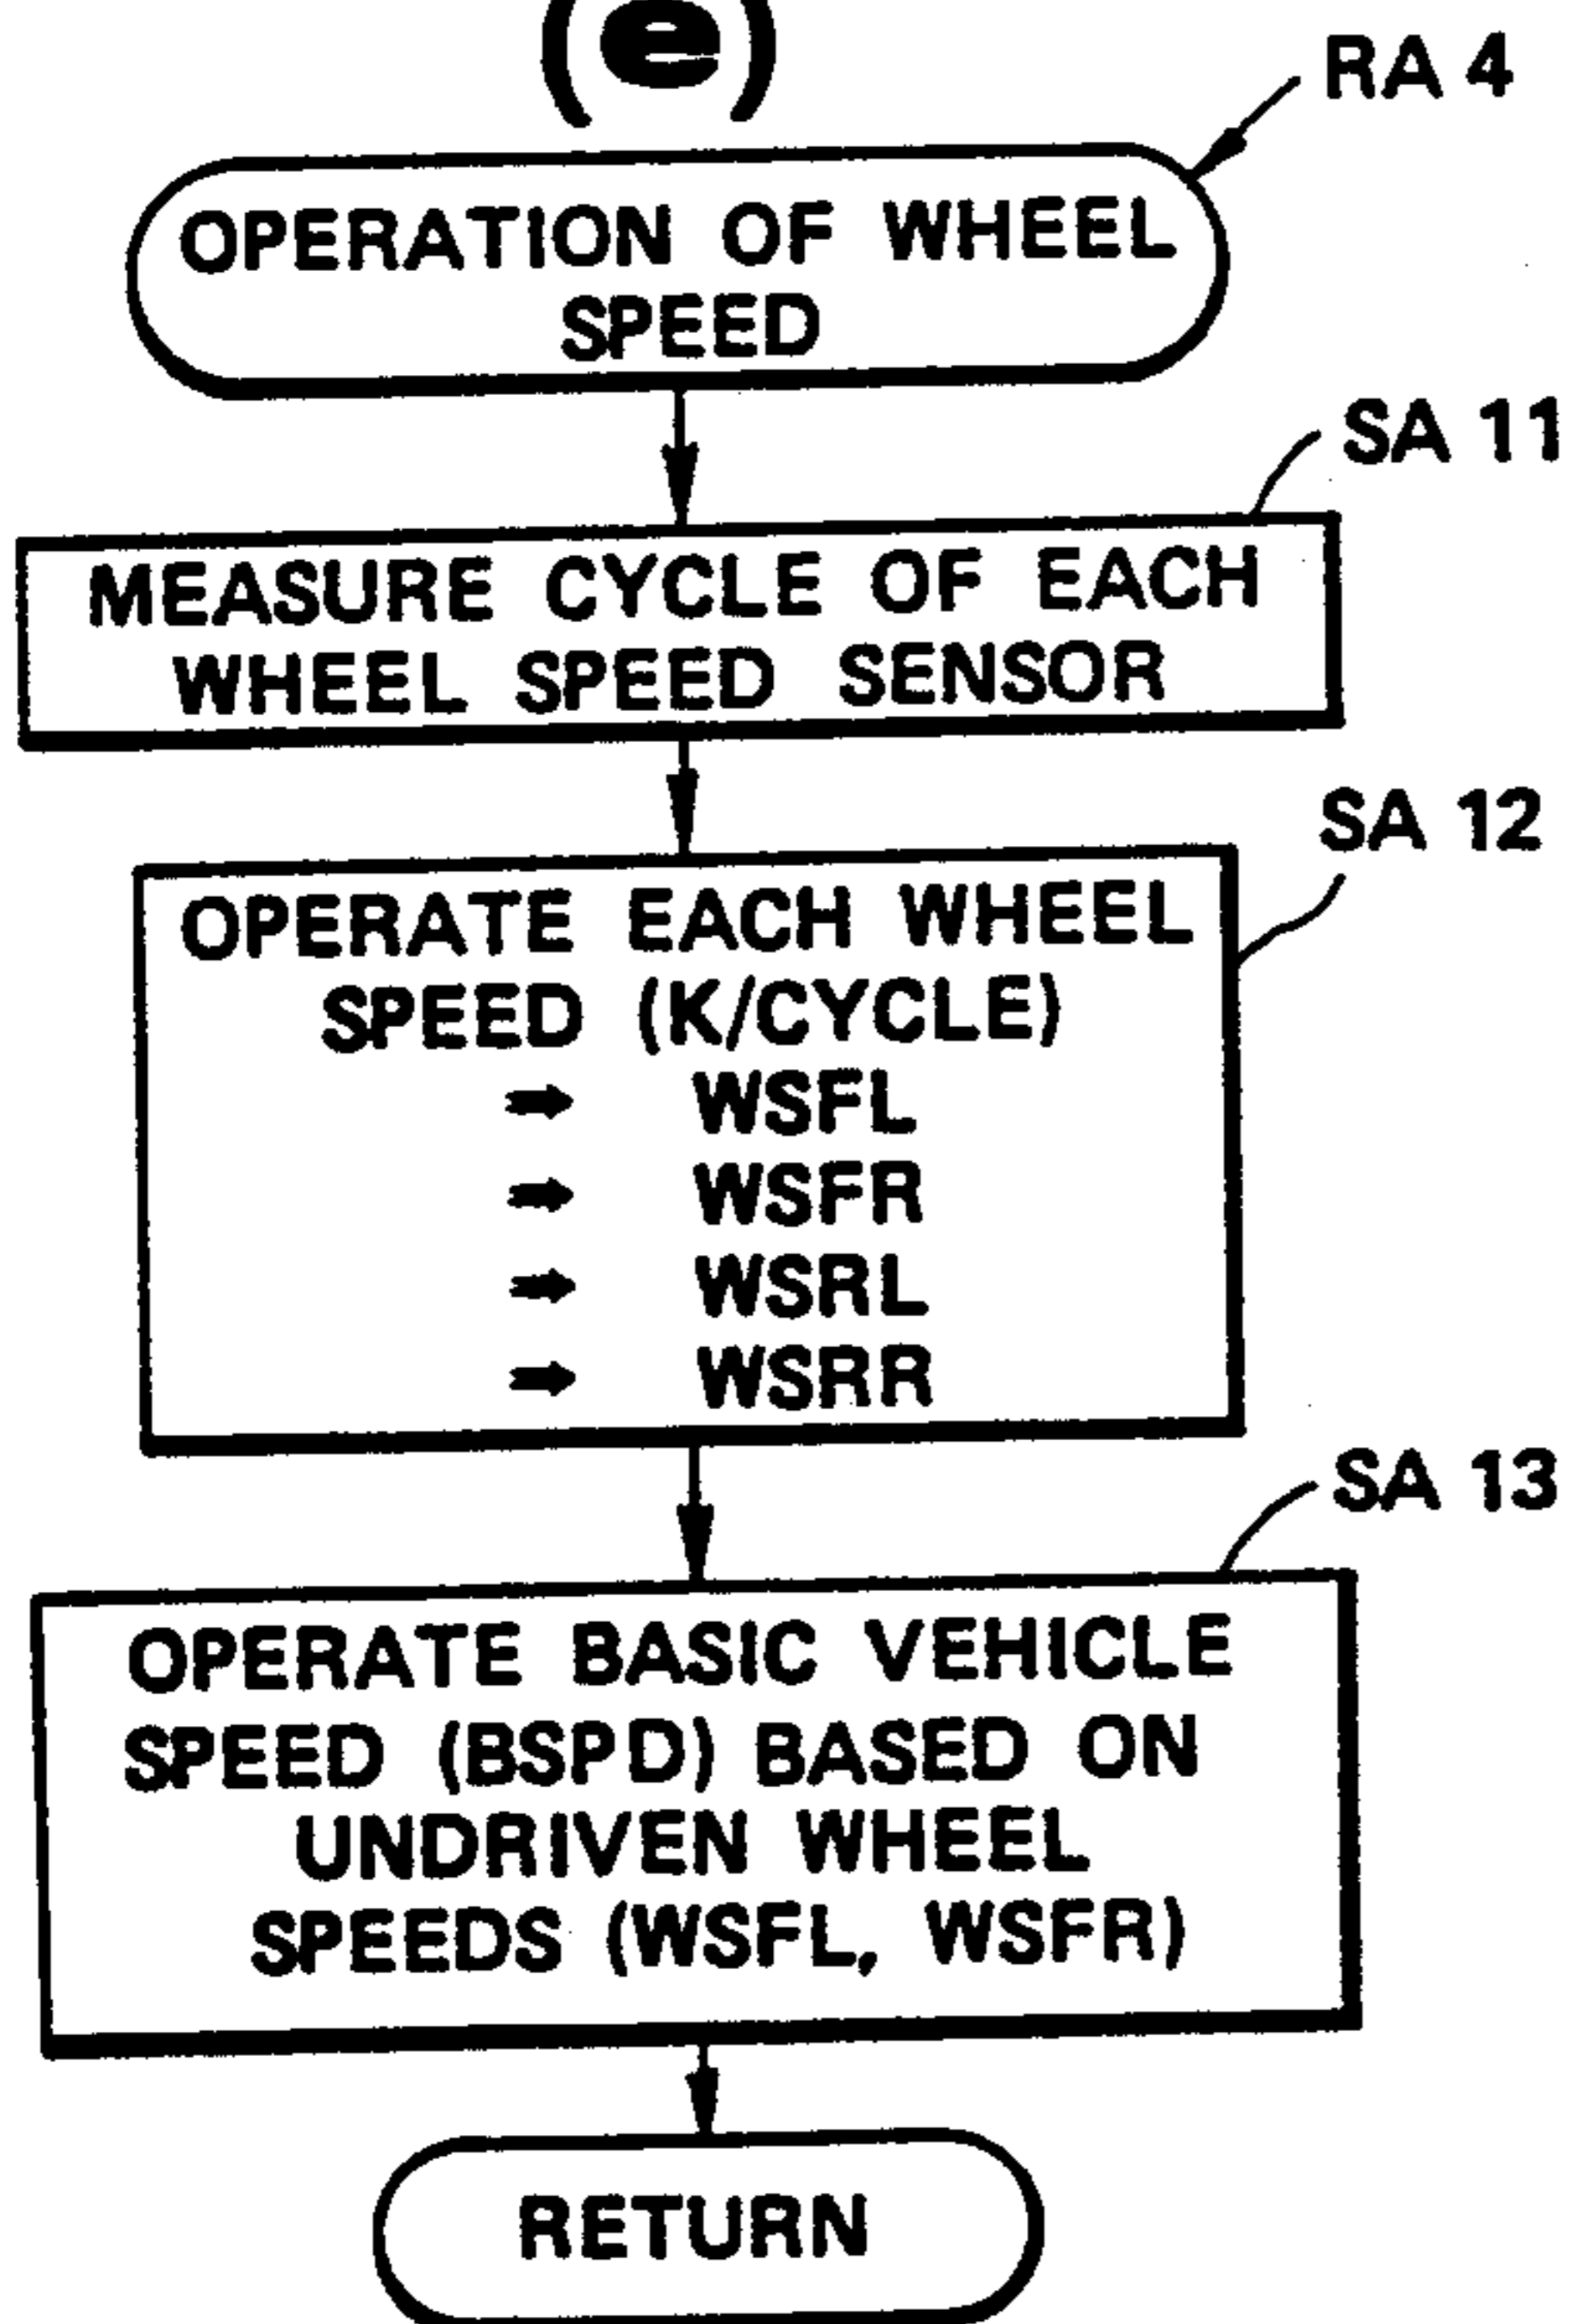 (e)
RA 4
OPERATION OF WHEEL
SPEED
SA 11
MEASURE CYCLE OF EACH
WHEEL SPEED SENSOR
SA 12
OPERATE EACH WHEEL
SPEED (K/CYCLE)
→ WSFL
→ WSFR
→ WSRL
→ WSRR
SA 13
OPERATE BASIC VEHICLE
SPEED (BSPD) BASED ON
UNDRIVEN WHEEL
SPEEDS (WSFL, WSFR)
RETURN